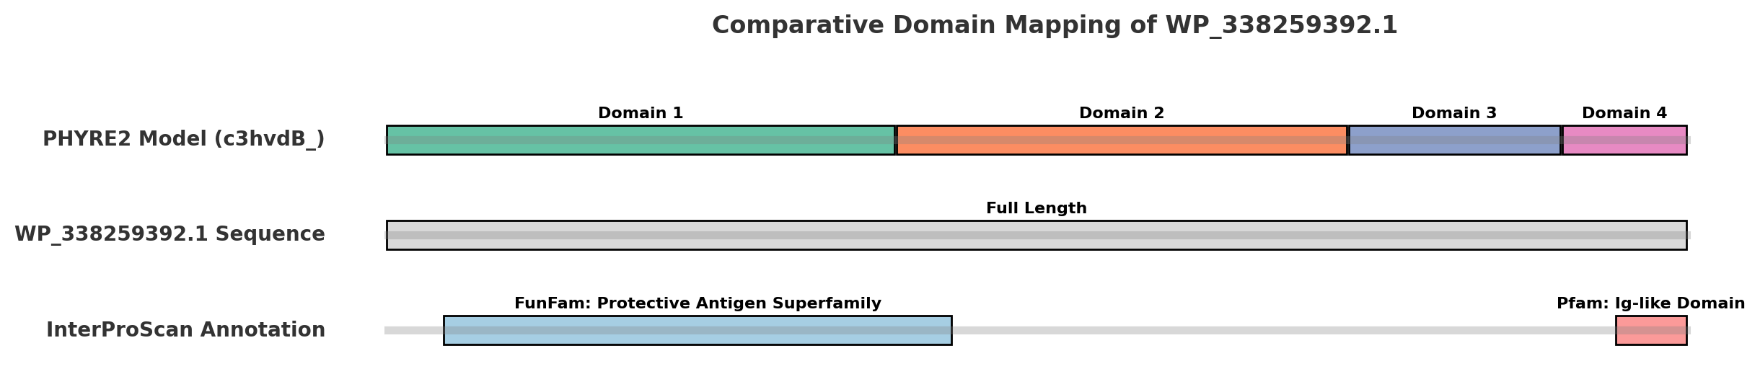 Comparative Domain Mapping of WP_338259392.1
Domain 1 Domain 2 Domain 3 Domain 4
PHYRE2 Model (c3hvdB_)
Full Length
WP_338259392.1 Sequence
FunFam: Protective Antigen Superfamily Pfam: Ig-like Domain
InterProScan Annotation